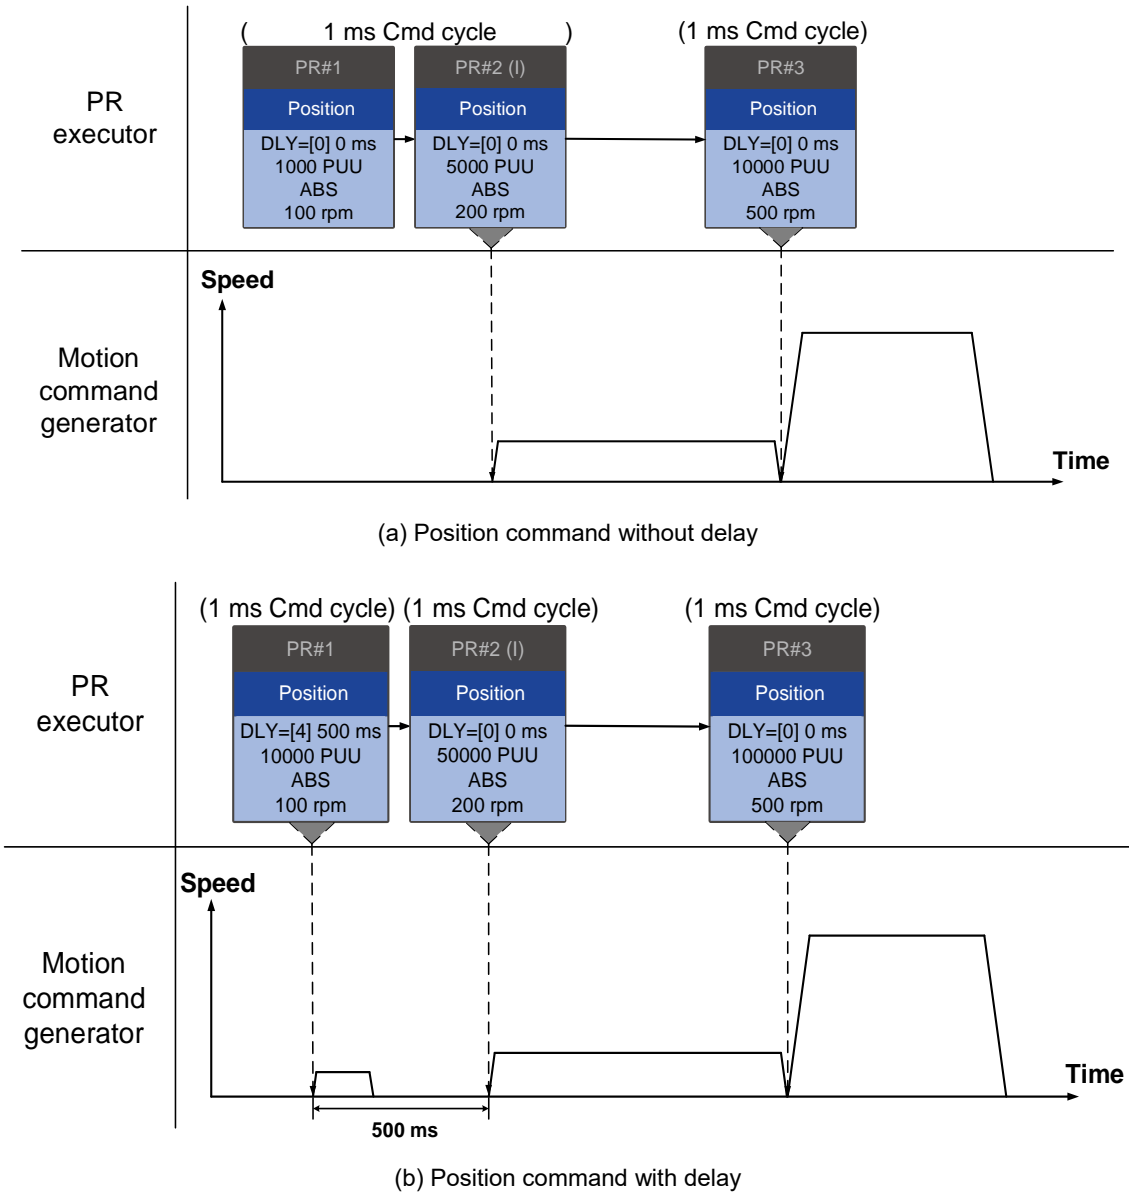 ( 1 ms Cmd cycle )
(1 ms Cmd cycle)
PR
executor
PR#1
Position
DLY=[0] 0 ms
1000 PUU
ABS
100 rpm
PR#2 (I)
Position
DLY=[0] 0 ms
5000 PUU
ABS
200 rpm
PR#3
Position
DLY=[0] 0 ms
10000 PUU
ABS
500 rpm
Motion
command
generator
Speed
Time
(a) Position command without delay
(1 ms Cmd cycle)
(1 ms Cmd cycle)
(1 ms Cmd cycle)
PR
executor
PR#1
Position
DLY=[4] 500 ms
10000 PUU
ABS
100 rpm
PR#2 (I)
Position
DLY=[0] 0 ms
50000 PUU
ABS
200 rpm
PR#3
Position
DLY=[0] 0 ms
100000 PUU
ABS
500 rpm
Motion
command
generator
Speed
Time
500 ms
(b) Position command with delay